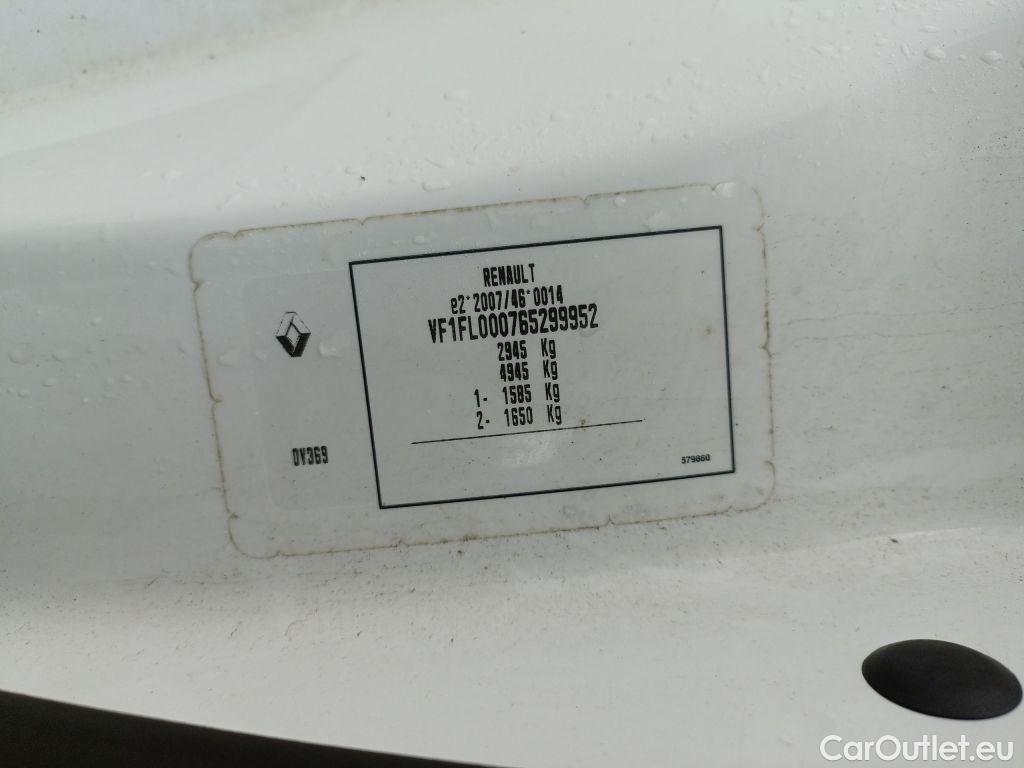 RENAULT
e2*2007/46*0014
VF1FL000765299952
2945 Kg
4945 Kg
1- 1585 Kg
2- 1650 Kg
0V369
579860
CarOutlet.eu